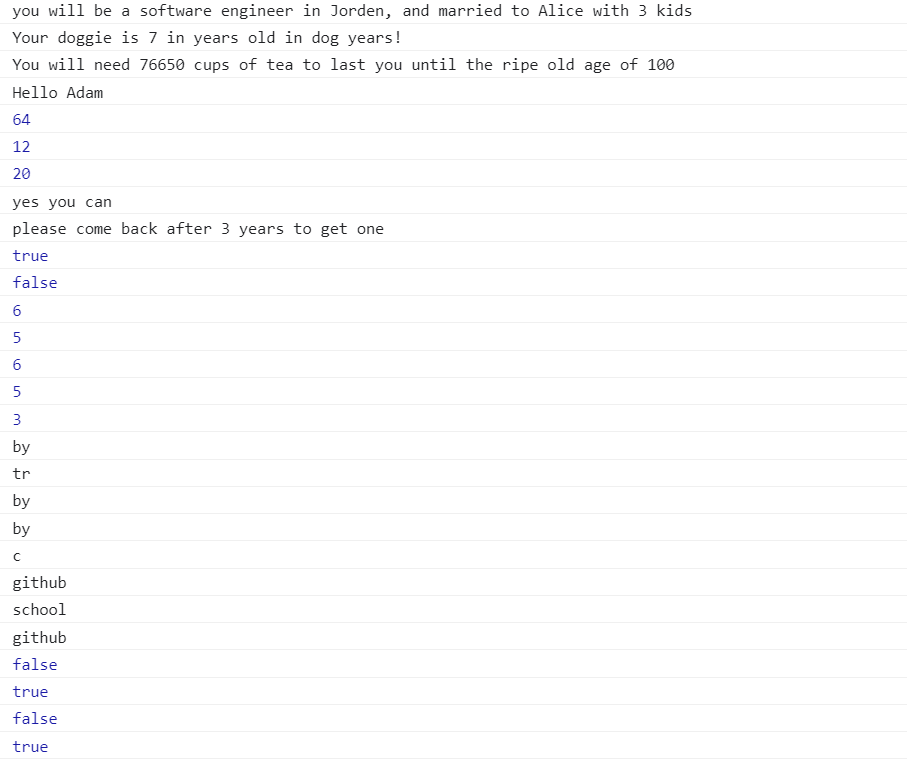 you will be a software engineer in Jorden, and married to Alice with 3 kids
Your doggie is 7 in years old in dog years!
You will need 76650 cups of tea to last you until the ripe old age of 100
Hello Adam
64
12
20
yes you can
please come back after 3 years to get one
true
false
6
5
6
5
3
by
tr
by
by
c
github
school
github
false
true
false
true